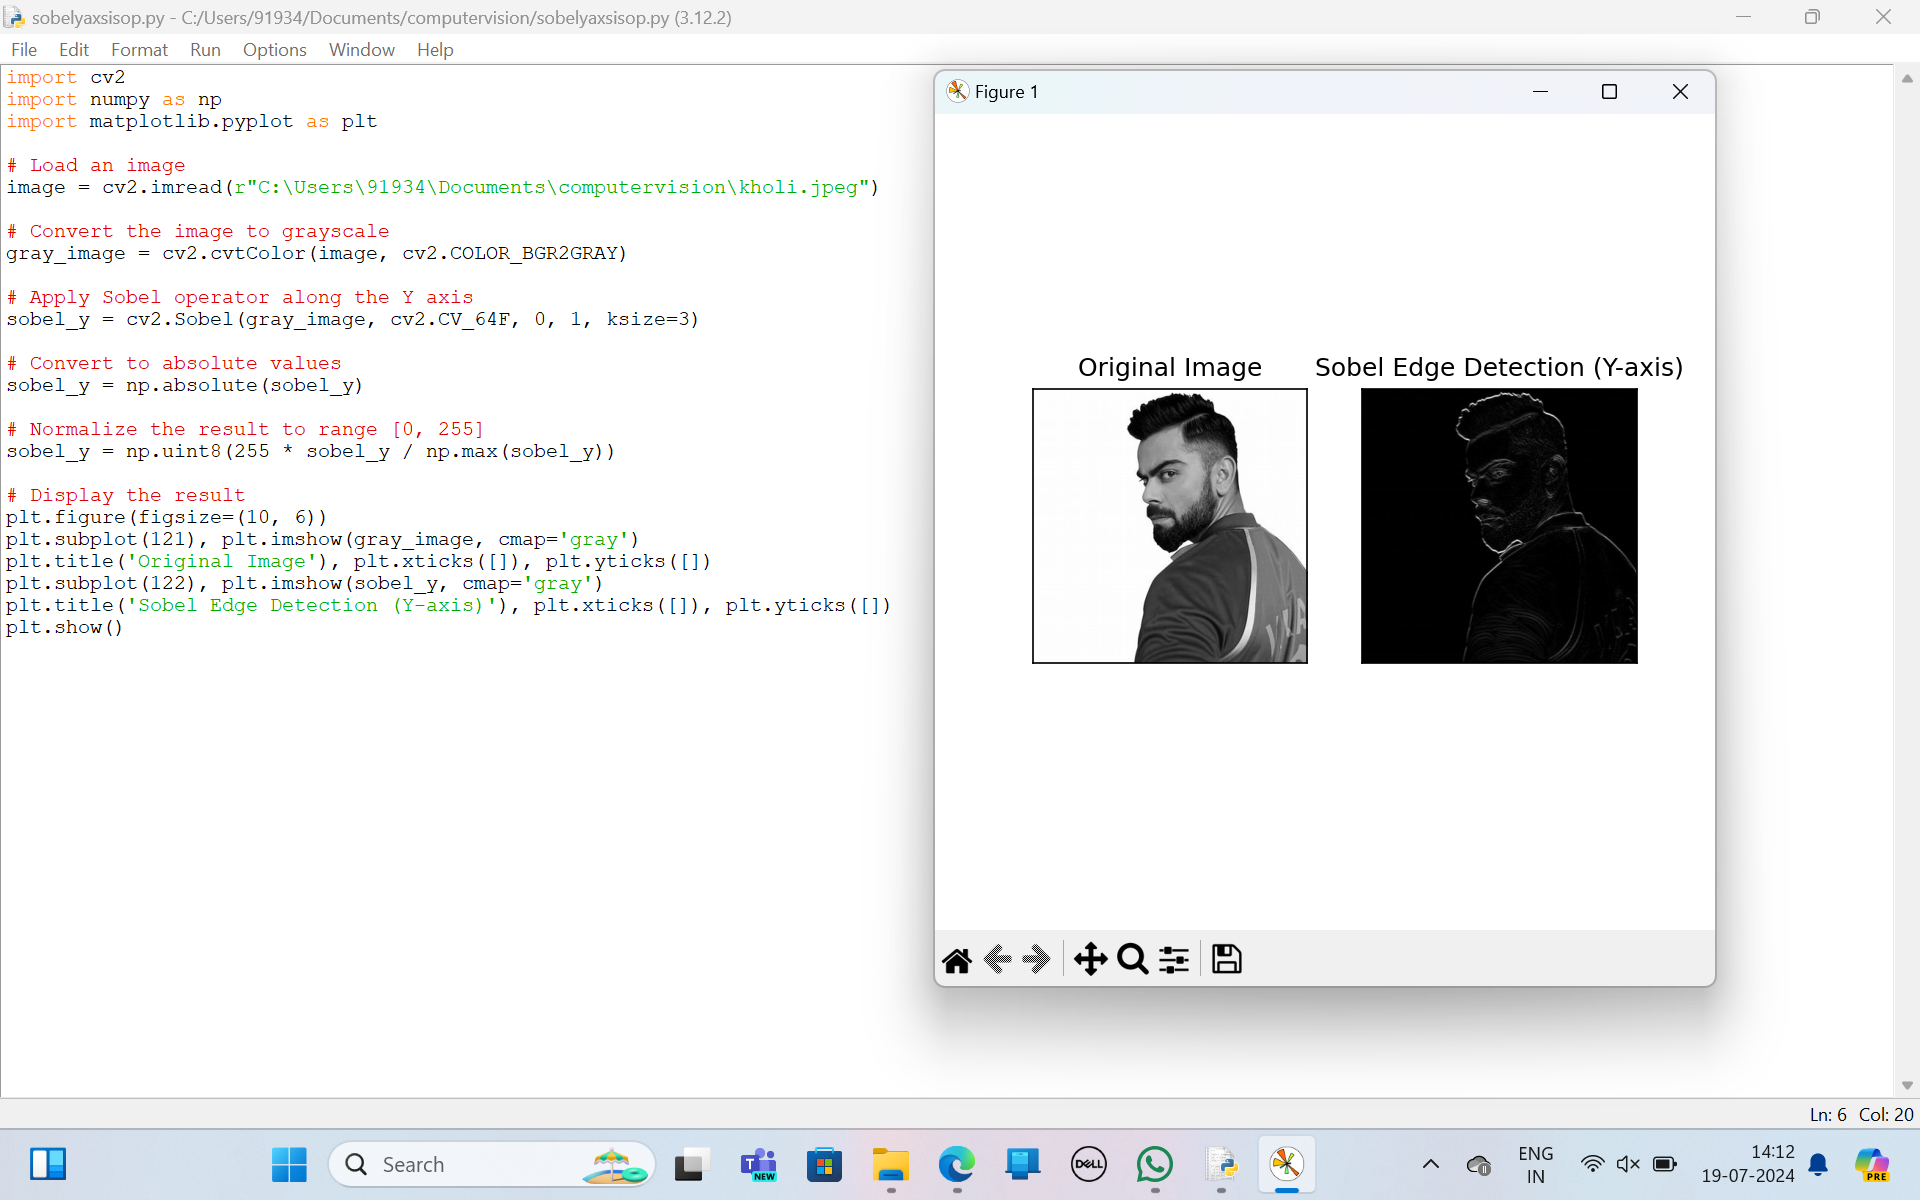 sobelyaxsisop.py - C:/Users/91934/Documents/computervision/sobelyaxsisop.py (3.12.2)
File Edit Format Run Options Window Help
import cv2
import numpy as np
import matplotlib.pyplot as plt
# Load an image
image = cv2.imread(r"C:\Users\91934\Documents\computervision\kholi.jpeg")
# Convert the image to grayscale
gray_image = cv2.cvtColor(image, cv2.COLOR_BGR2GRAY)
# Apply Sobel operator along the Y axis
sobel_y = cv2.Sobel(gray_image, cv2.CV_64F, 0, 1, ksize=3)
# Convert to absolute values
sobel_y = np.absolute(sobel_y)
# Normalize the result to range [0, 255]
sobel_y = np.uint8(255 * sobel_y / np.max(sobel_y))
# Display the result
plt.figure(figsize=(10, 6))
plt.subplot(121), plt.imshow(gray_image, cmap='gray')
plt.title('Original Image'), plt.xticks([]), plt.yticks([])
plt.subplot(122), plt.imshow(sobel_y, cmap='gray')
plt.title('Sobel Edge Detection (Y-axis)'), plt.xticks([]), plt.yticks([])
plt.show()
Figure 1
Original Image
Sobel Edge Detection (Y-axis)
Ln: 6 Col: 20
Search
T
NEW
DELL
ENG
IN
14:12
19-07-2024
PRE